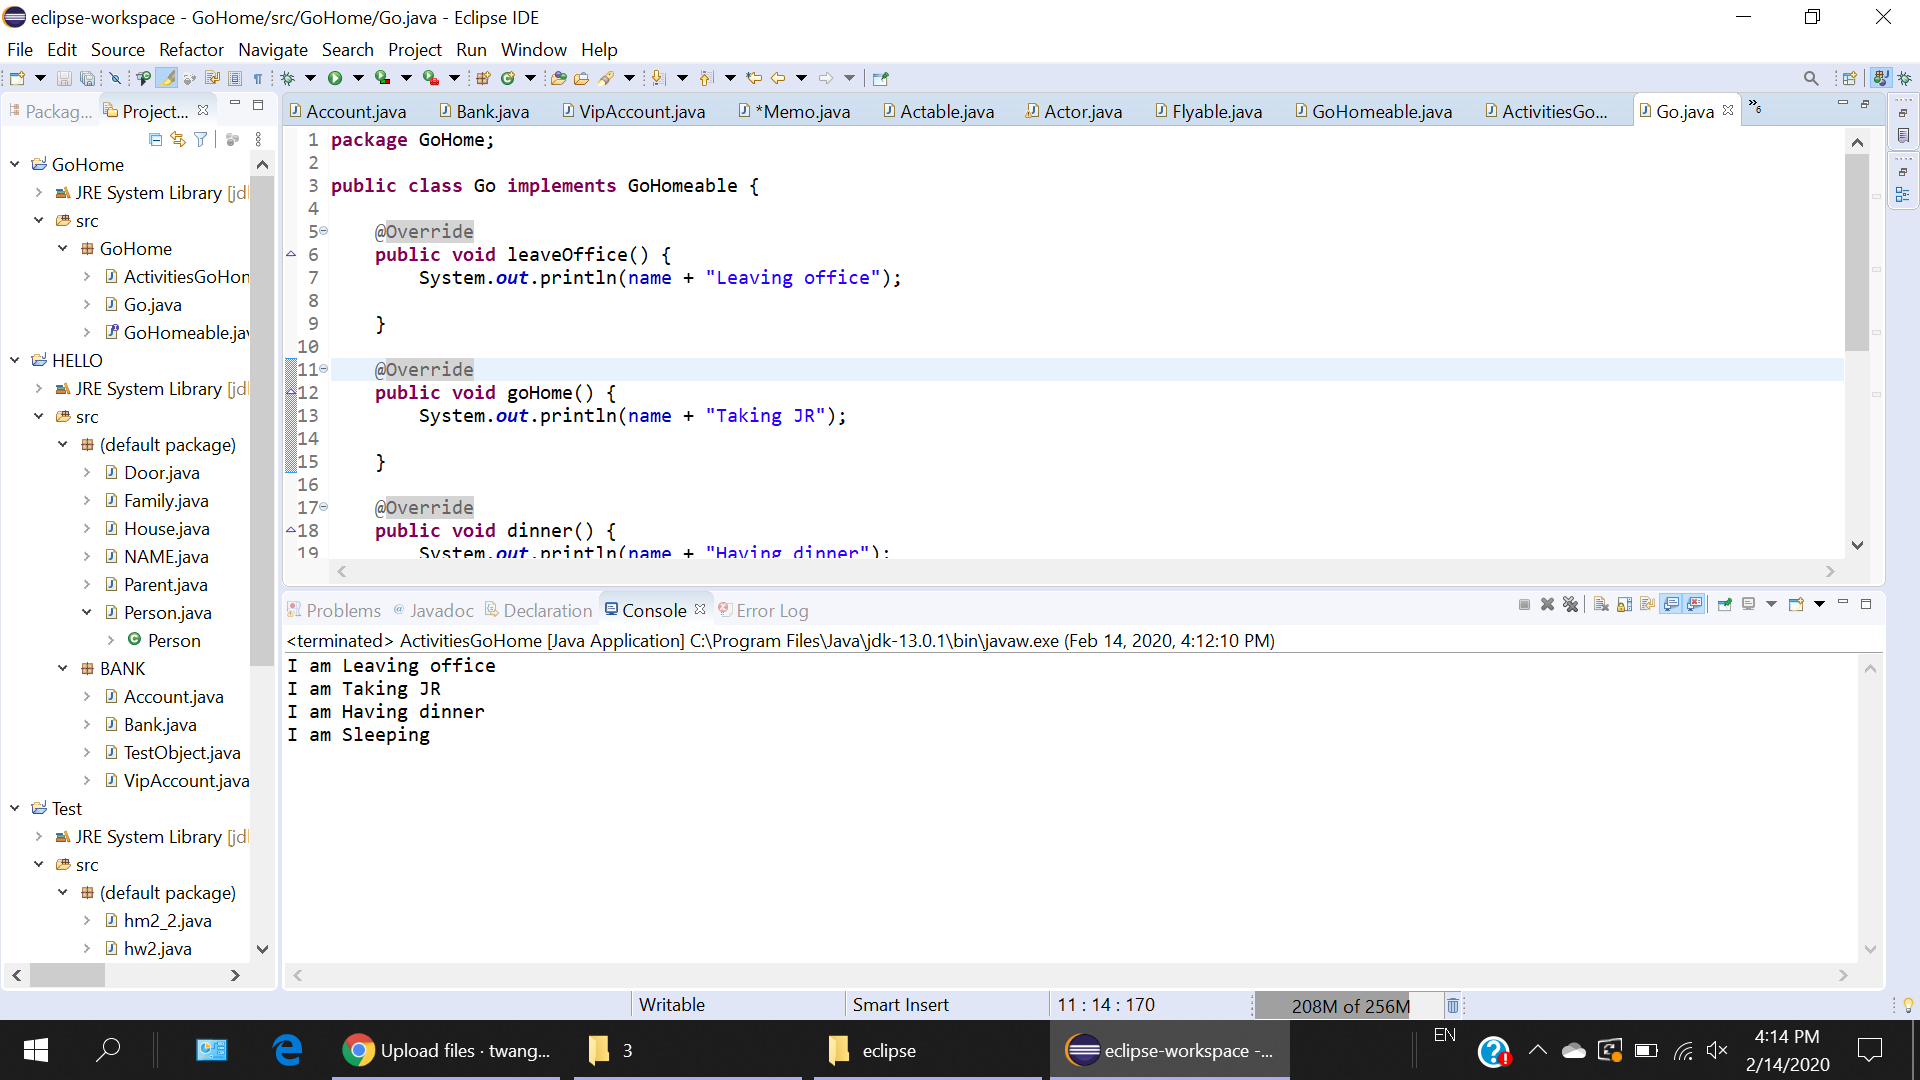 eclipse-workspace - GoHome/src/GoHome/Go.java - Eclipse IDE
File Edit Source Refactor Navigate Search Project Run Window Help
Packag... Project...
GoHome
JRE System Library [jdl
src
GoHome
ActivitiesGoHon
Go.java
GoHomeable.jav
HELLO
JRE System Library [jdl
src
(default package)
Door.java
Family.java
House.java
NAME.java
Parent.java
Person.java
Person
BANK
Account.java
Bank.java
TestObject.java
VipAccount.java
Test
JRE System Library [jdl
src
(default package)
hm2_2.java
hw2.java
Account.java Bank.java VipAccount.java *Memo.java Actable.java Actor.java Flyable.java GoHomeable.java ActivitiesGo... Go.java »6
1 package GoHome;
2
3 public class Go implements GoHomeable {
4
5 @Override
6 public void leaveOffice() {
7 System.out.println(name + "Leaving office");
8
9 }
10
11 @Override
12 public void goHome() {
13 System.out.println(name + "Taking JR");
14
15 }
16
17 @Override
18 public void dinner() {
19 System.out.println(name + "Having dinner");
Problems @ Javadoc Declaration Console Error Log
<terminated> ActivitiesGoHome [Java Application] C:\Program Files\Java\jdk-13.0.1\bin\javaw.exe (Feb 14, 2020, 4:12:10 PM)
I am Leaving office
I am Taking JR
I am Having dinner
I am Sleeping
Writable Smart Insert 11 : 14 : 170 208M of 256M
Upload files · twang... 3 eclipse eclipse-workspace -... EN 4:14 PM
2/14/2020